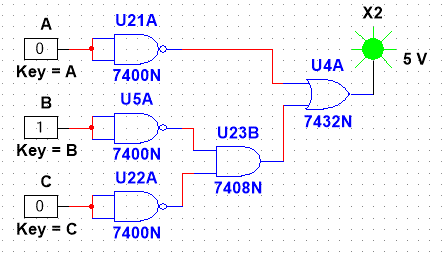 X2
A
U21A
0
Key = A
7400N
U4A
5 V
7432N
B
U5A
1
Key = B
7400N
U23B
7408N
C
U22A
0
Key = C
7400N